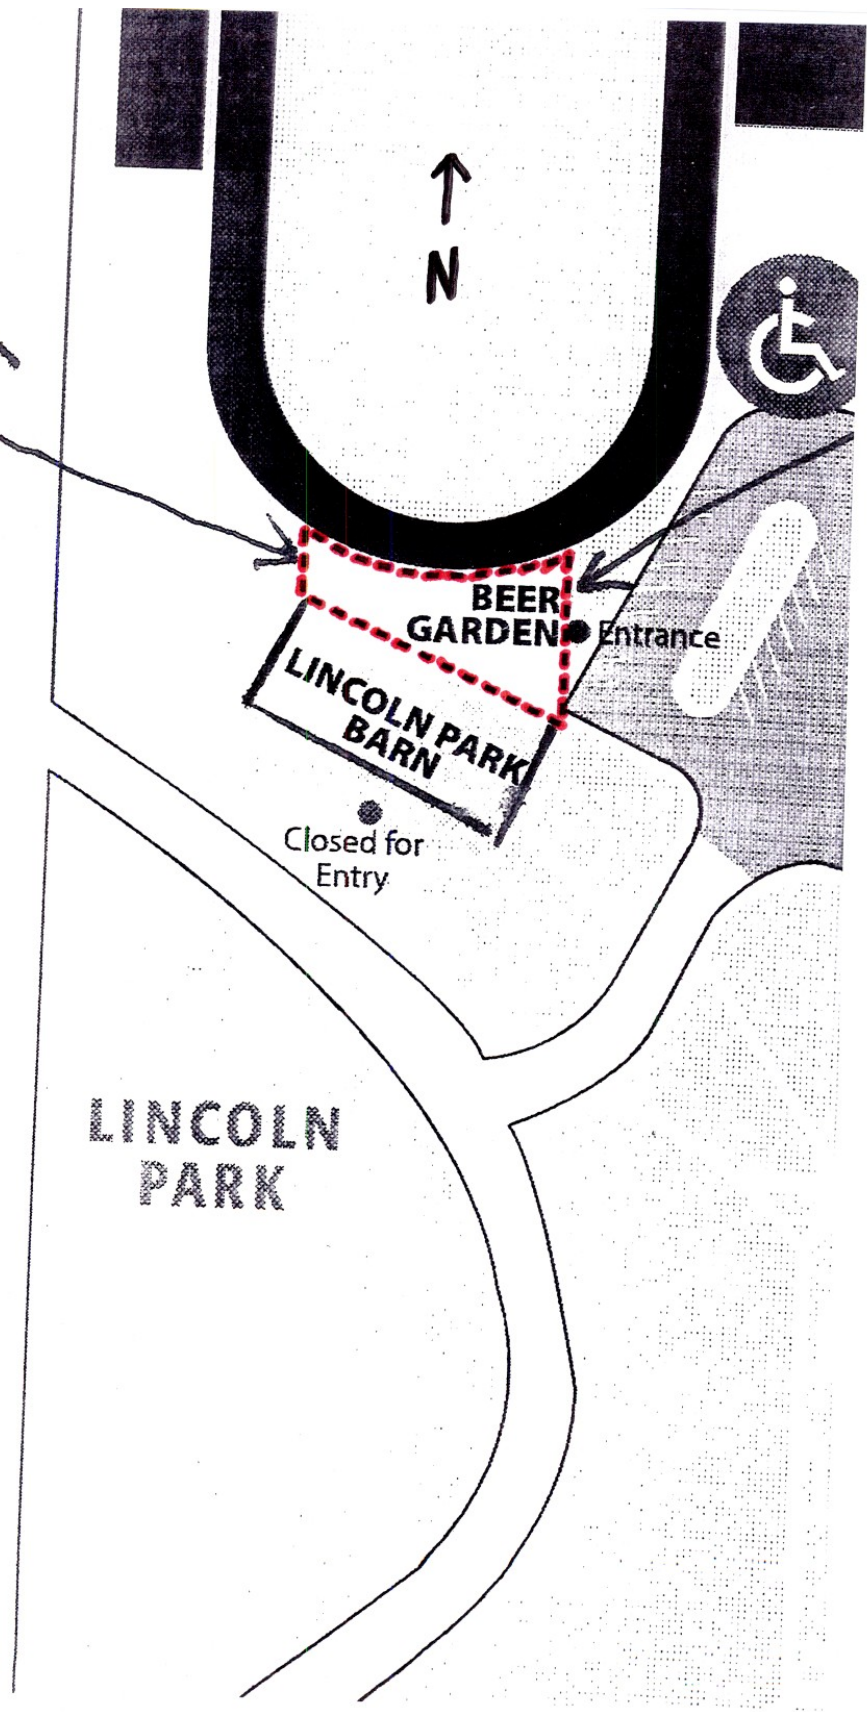 N
BEER
GARDEN
Entrance
LINCOLN PARK
BARN
Closed for
Entry
LINCOLN
PARK